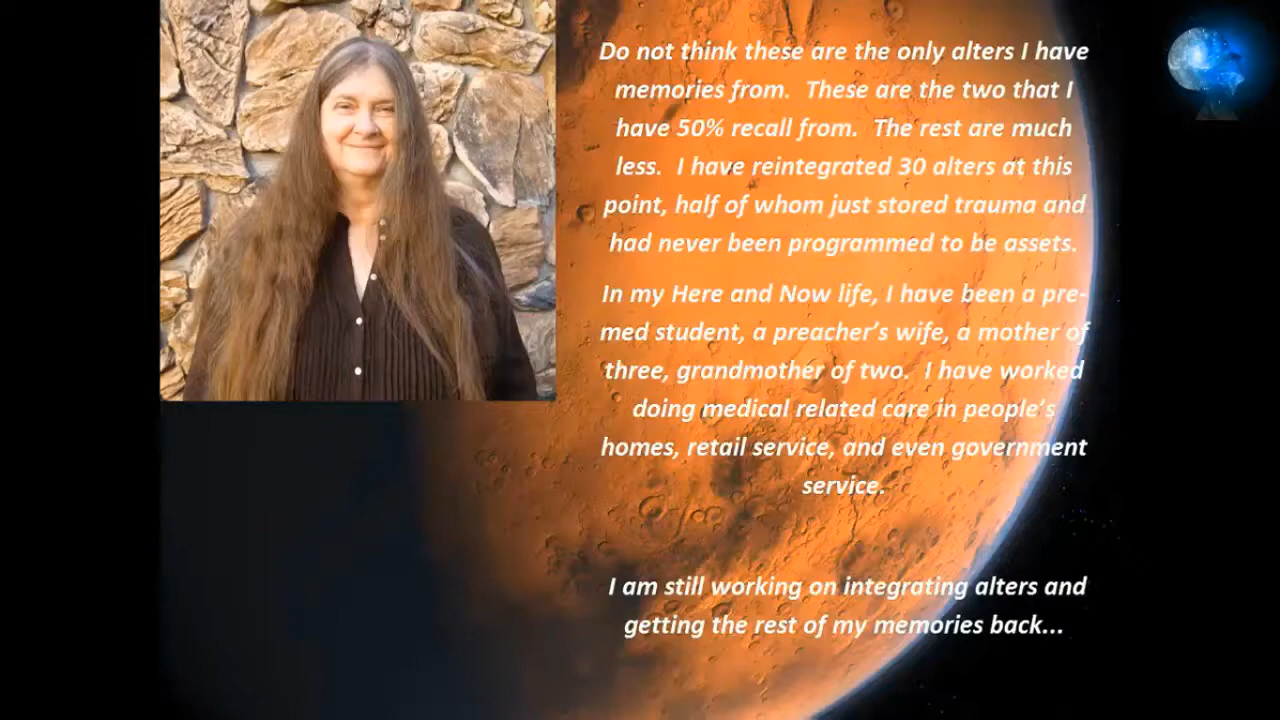 Do not think these are the only alters I have
memories from.  These are the two that I
have 50% recall from.  The rest are much
less.  I have reintegrated 30 alters at this
point, half of whom just stored trauma and
had never been programmed to be assets.
In my Here and Now life, I have been a pre-
med student, a preacher’s wife, a mother of
three, grandmother of two.  I have worked
doing medical related care in people’s
homes, retail service, and even government
service.
I am still working on integrating alters and
getting the rest of my memories back...